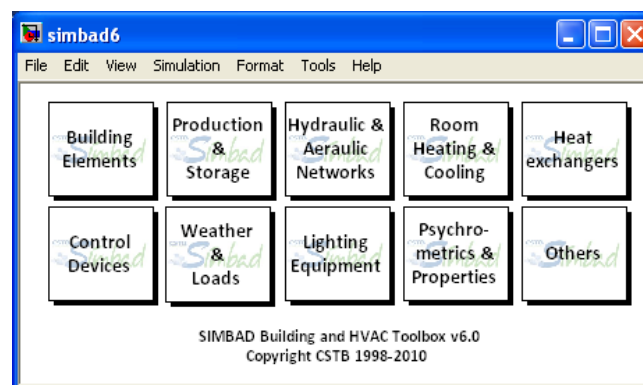 simbad6
File Edit View Simulation Format Tools Help
Building
Elements
Production
&
Storage
Hydraulic &
Aeraulic
Networks
Room
Heating &
Cooling
Heat
exchangers
Control
Devices
Weather
&
Loads
Lighting
Equipment
Psychro-
metrics &
Properties
Others
SIMBAD Building and HVAC Toolbox v6.0
Copyright CSTB 1998-2010